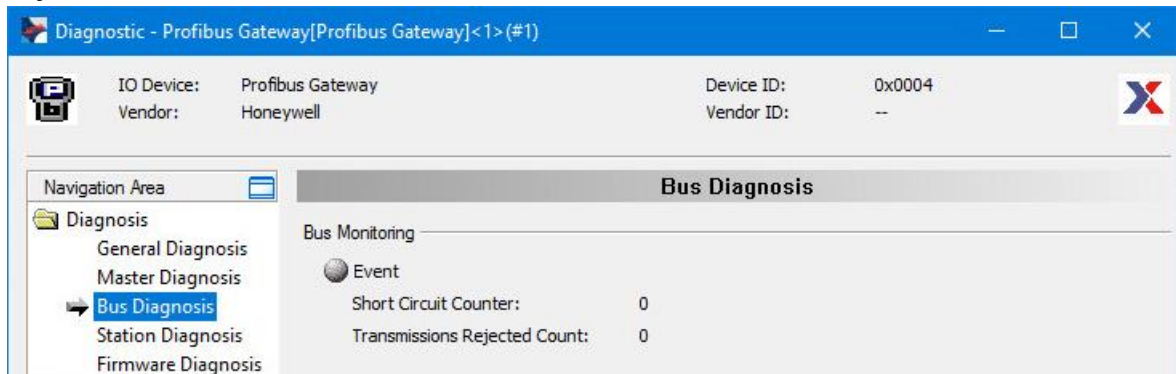 Diagnostic - Profibus Gateway[Profibus Gateway]<1>(#1)
IO Device: Profibus Gateway Device ID: 0x0004
Vendor: Honeywell Vendor ID: --
Navigation Area
Bus Diagnosis
Diagnosis
General Diagnosis
Master Diagnosis
Bus Diagnosis
Station Diagnosis
Firmware Diagnosis
Bus Monitoring
Event
Short Circuit Counter: 0
Transmissions Rejected Count: 0